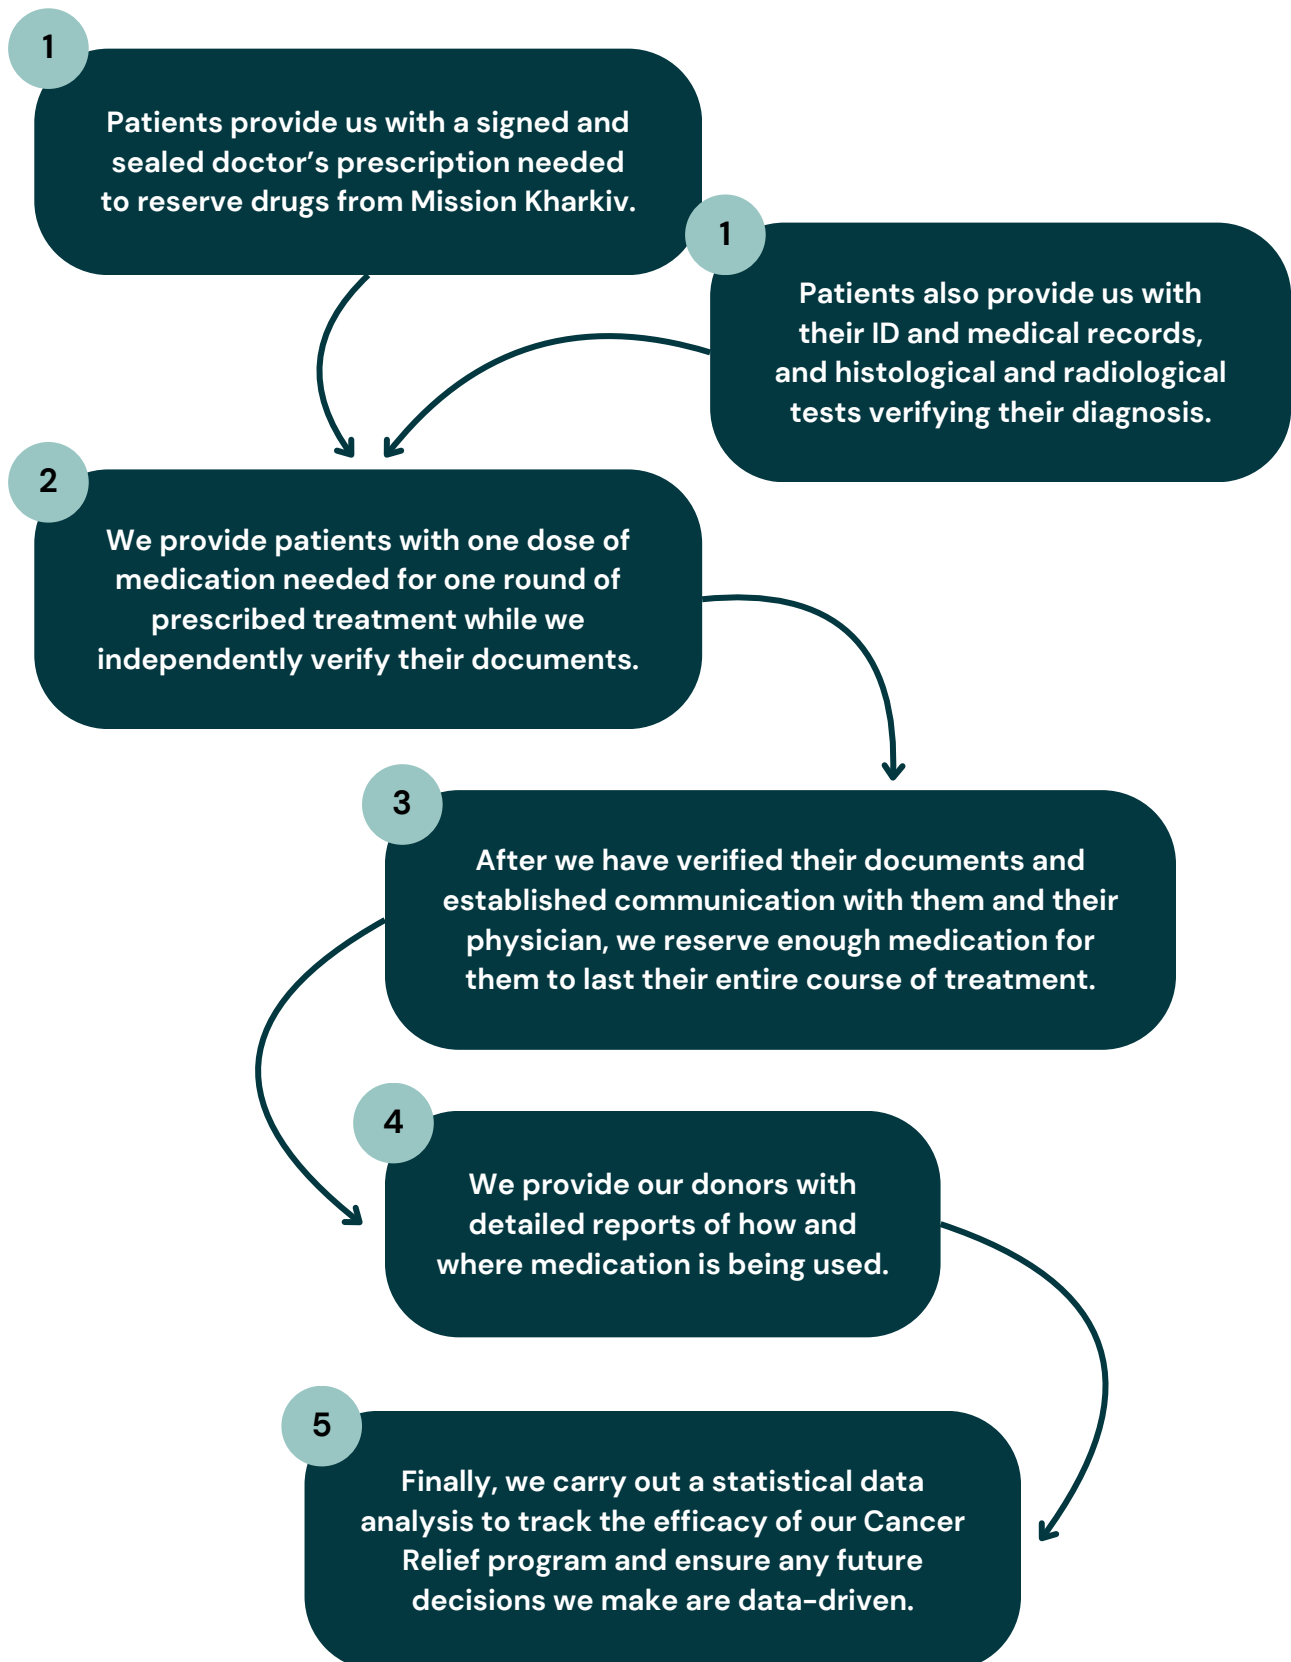 1
Patients provide us with a signed and
sealed doctor’s prescription needed
to reserve drugs from Mission Kharkiv.
1
Patients also provide us with
their ID and medical records,
and histological and radiological
tests verifying their diagnosis.
2
We provide patients with one dose of
medication needed for one round of
prescribed treatment while we
independently verify their documents.
3
After we have verified their documents and
established communication with them and their
physician, we reserve enough medication for
them to last their entire course of treatment.
4
We provide our donors with
detailed reports of how and
where medication is being used.
5
Finally, we carry out a statistical data
analysis to track the efficacy of our Cancer
Relief program and ensure any future
decisions we make are data-driven.